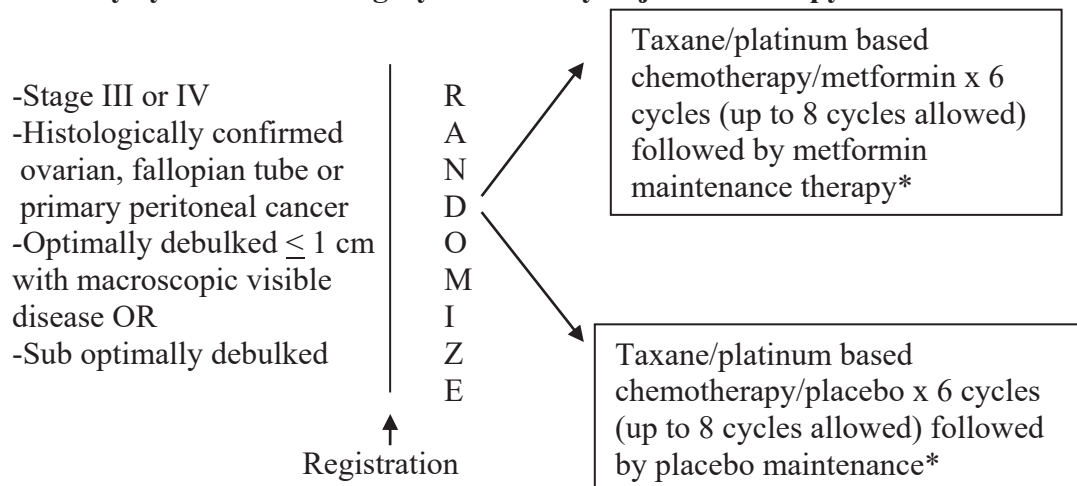 -Stage III or IV
-Histologically confirmed
ovarian, fallopian tube or
primary peritoneal cancer
-Optimally debulked ≤ 1 cm
with macroscopic visible
disease OR
-Sub optimally debulked
Registration
R
A
N
D
O
M
I
Z
E
Taxane/platinum based
chemotherapy/metformin x 6
cycles (up to 8 cycles allowed)
followed by metformin
maintenance therapy*
Taxane/platinum based
chemotherapy/placebo x 6 cycles
(up to 8 cycles allowed) followed
by placebo maintenance*